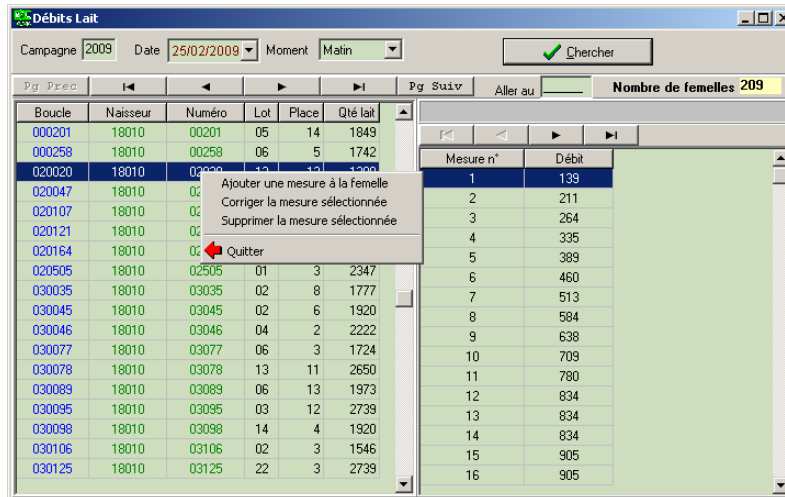 Débits Lait
Campagne 2009 Date 25/02/2009 Moment Matin Chercher
Pg Prec Pg Suiv Aller au Nombre de femelles 209
Boucle Naisseur Numéro Lot Place Qté lait
000201 18010 00201 05 14 1849
000258 18010 00258 06 5 1742
020020 18010
020047 18010
020107 18010
020121 18010
020164 18010
020505 18010 02505 01 3 2347
030035 18010 03035 02 8 1777
030045 18010 03045 02 6 1920
030046 18010 03046 04 2 2222
030077 18010 03077 06 3 1724
030078 18010 03078 13 11 2650
030089 18010 03089 06 13 1973
030095 18010 03095 03 12 2739
030098 18010 03098 14 4 1920
030106 18010 03106 02 3 1546
030125 18010 03125 22 3 2739
Ajouter une mesure à la femelle
Corriger la mesure sélectionnée
Supprimer la mesure sélectionnée
Quitter
Mesure n° Débit
1 139
2 211
3 264
4 335
5 389
6 460
7 513
8 584
9 638
10 709
11 780
12 834
13 834
14 834
15 905
16 905